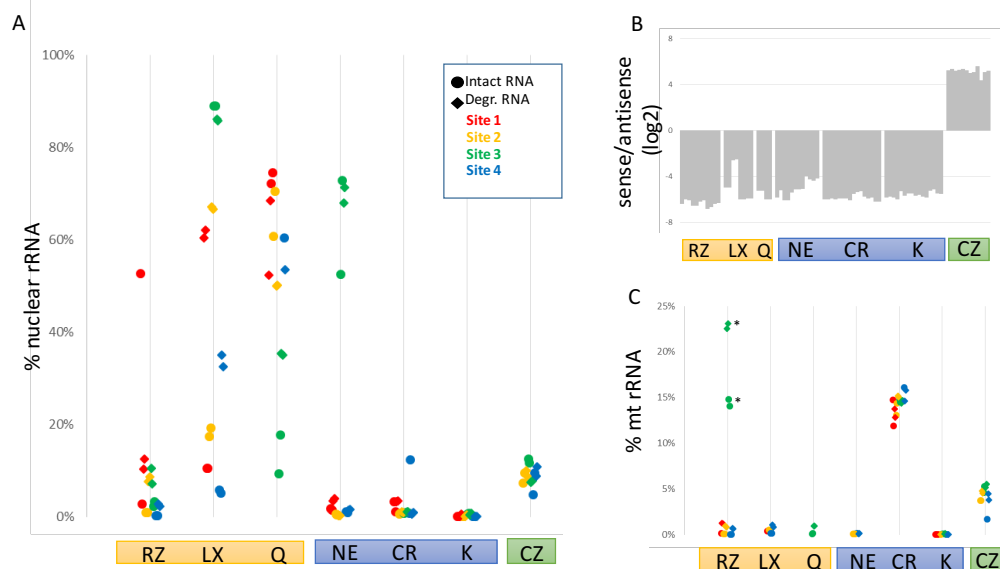 A
% nuclear rRNA
100%
80%
60%
40%
20%
0%
Intact RNA
Degr. RNA
Site 1
Site 2
Site 3
Site 4
RZ LX Q NE CR K CZ
B
sense/antisense
(log2)
8
4
0
-4
-8
RZ LX Q NE CR K CZ
C
% mt rRNA
25%
20%
15%
10%
5%
0%
*
*
RZ LX Q NE CR K CZ